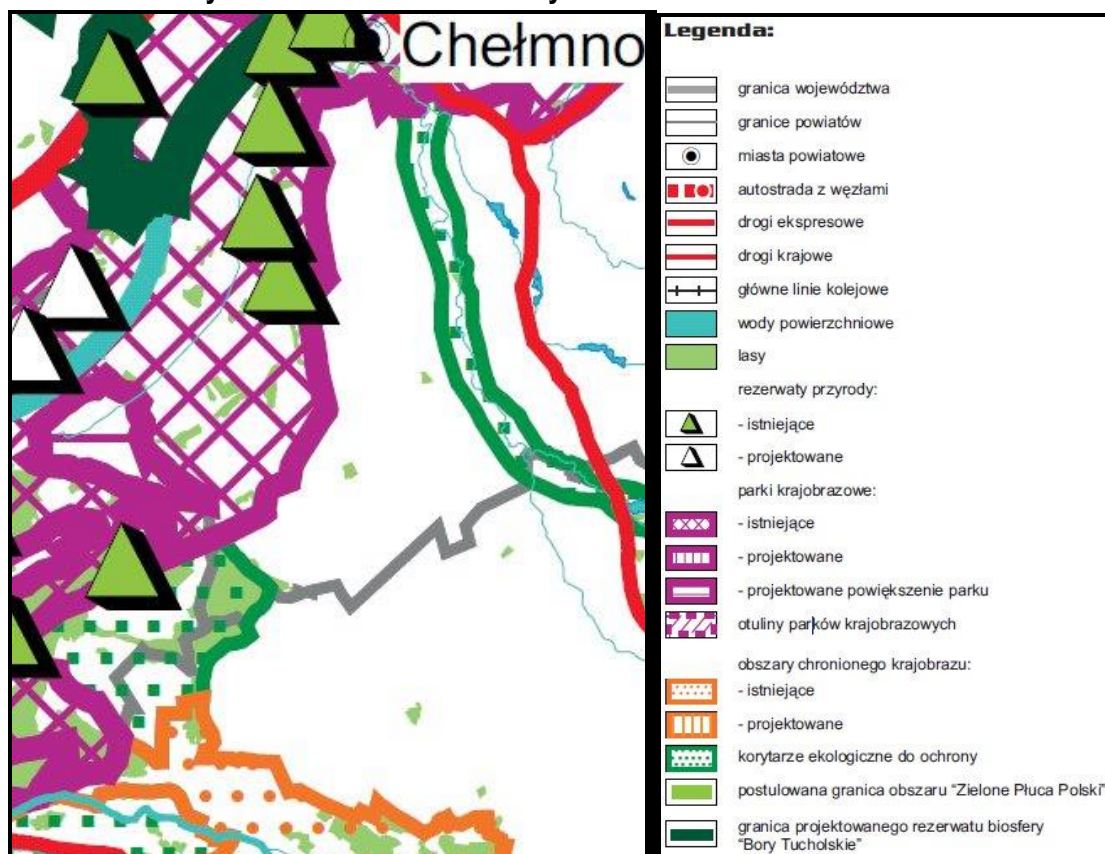 Chełmno
Legenda:
granica województwa
granice powiatów
miasta powiatowe
autostrada z węzłami
drogi ekspresowe
drogi krajowe
główne linie kolejowe
wody powierzchniowe
lasy
rezerwaty przyrody:
- istniejące
- projektowane
parki krajobrazowe:
- istniejące
- projektowane
- projektowane powiększenie parku
otuliny parków krajobrazowych
obszary chronionego krajobrazu:
- istniejące
- projektowane
korytarze ekologiczne do ochrony
postulowana granica obszaru "Zielone Płuca Polski"
granica projektowanego rezerwatu biosfery
"Bory Tucholskie"